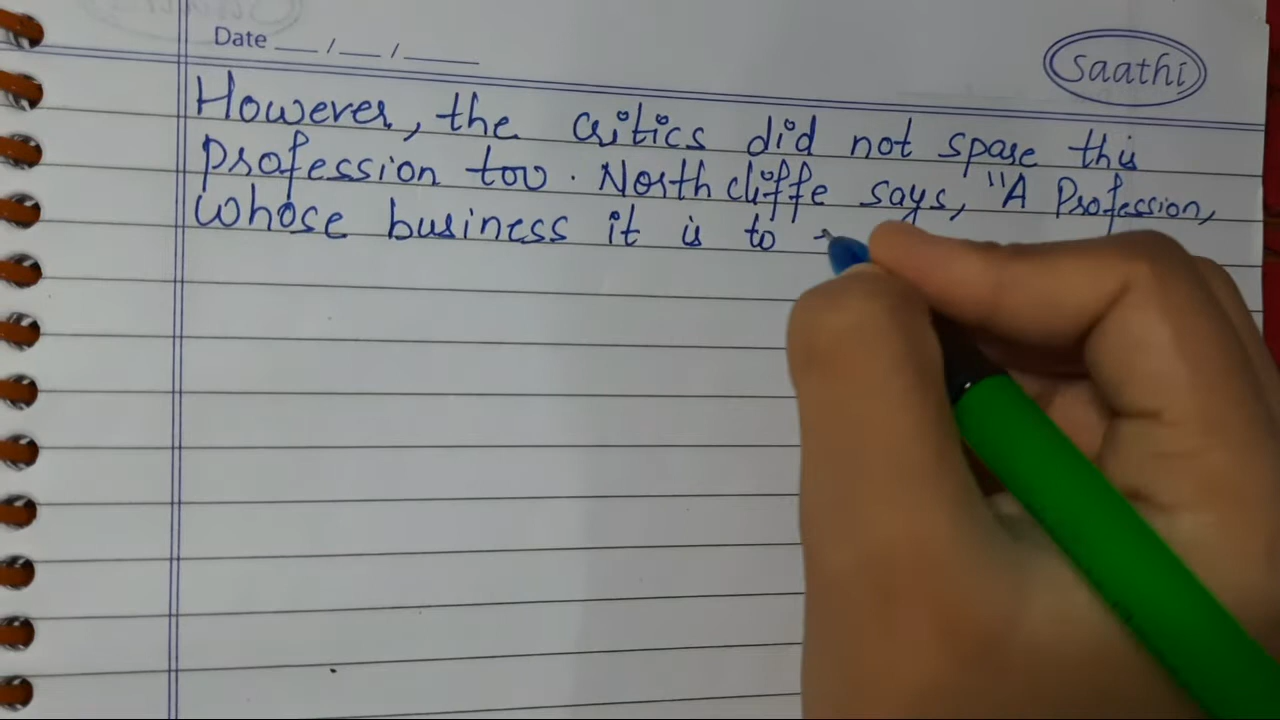 Date __/__/____
Saathi
However, the critics did not spare this
Profession too. Northcliffe says, "A Profession,
Whose business it is to